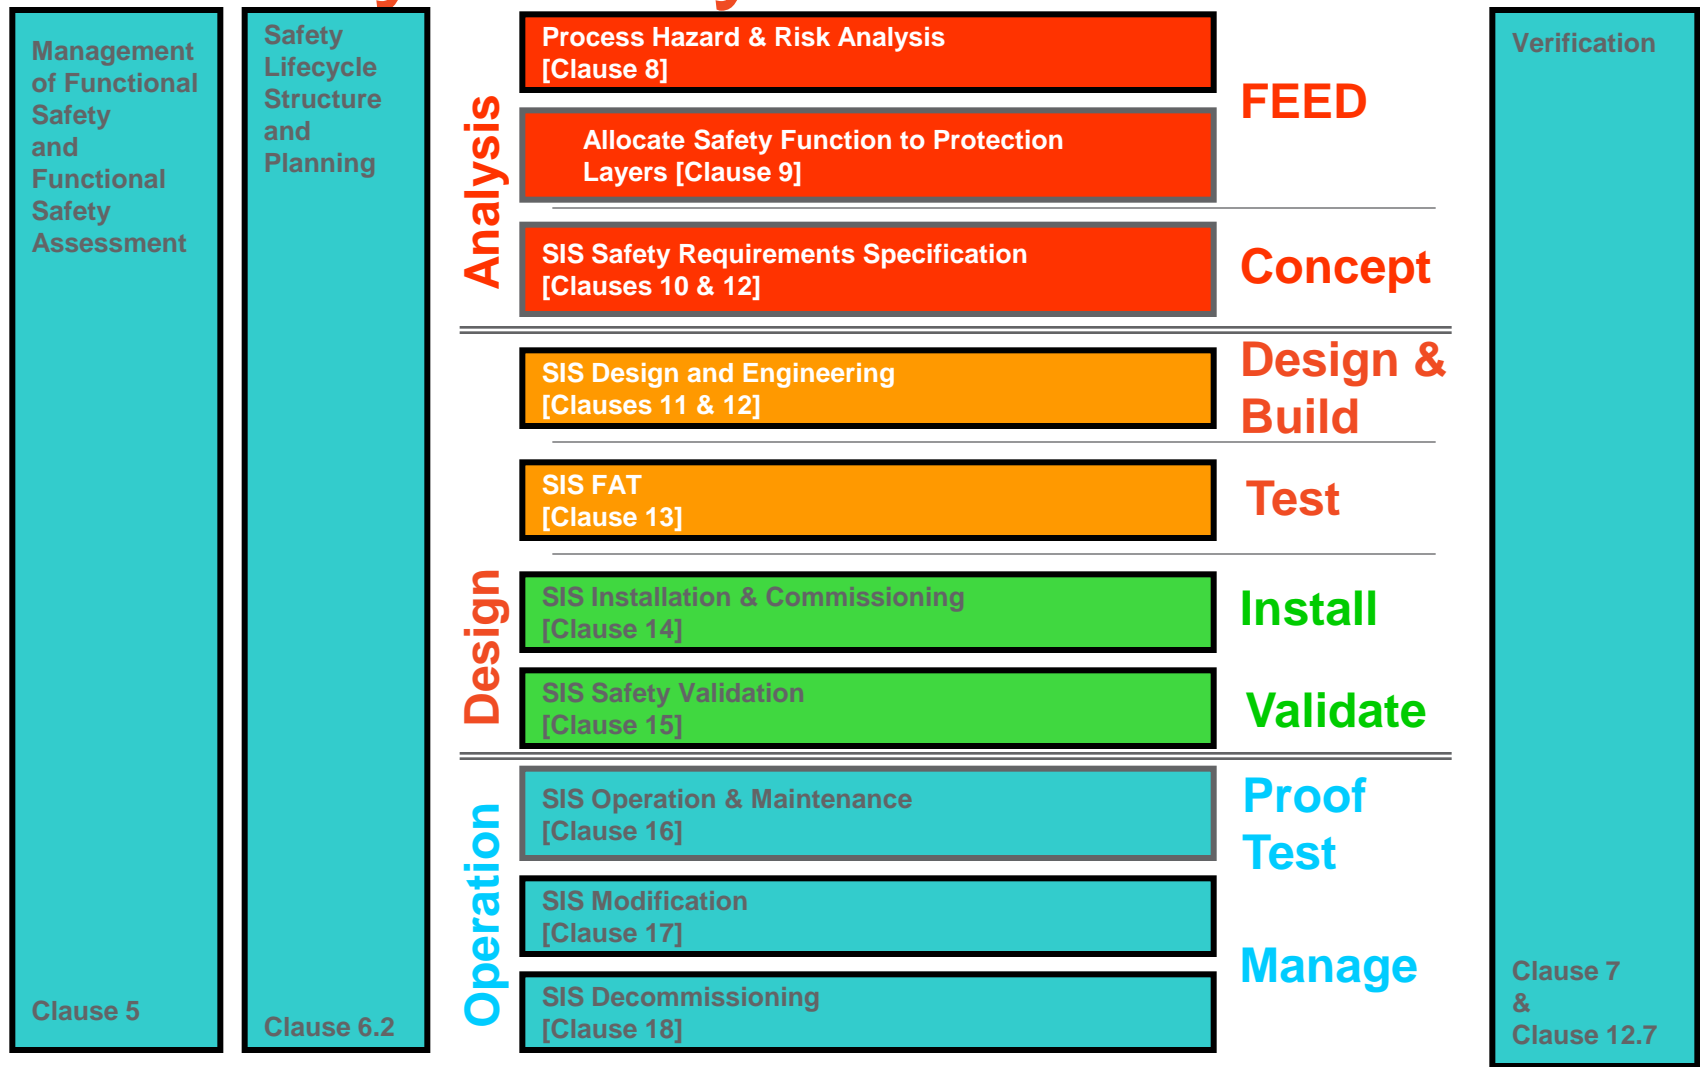 Management
of Functional
Safety
and
Functional
Safety
Assessment
Clause 5
Safety
Lifecycle
Structure
and
Planning
Clause 6.2
Analysis
Process Hazard & Risk Analysis
[Clause 8]
Allocate Safety Function to Protection
Layers [Clause 9]
FEED
SIS Safety Requirements Specification
[Clauses 10 & 12]
Concept
Design
SIS Design and Engineering
[Clauses 11 & 12]
Design &
Build
SIS FAT
[Clause 13]
Test
SIS Installation & Commissioning
[Clause 14]
Install
SIS Safety Validation
[Clause 15]
Validate
Operation
SIS Operation & Maintenance
[Clause 16]
Proof
Test
SIS Modification
[Clause 17]
SIS Decommissioning
[Clause 18]
Manage
Verification
Clause 7
&
Clause 12.7